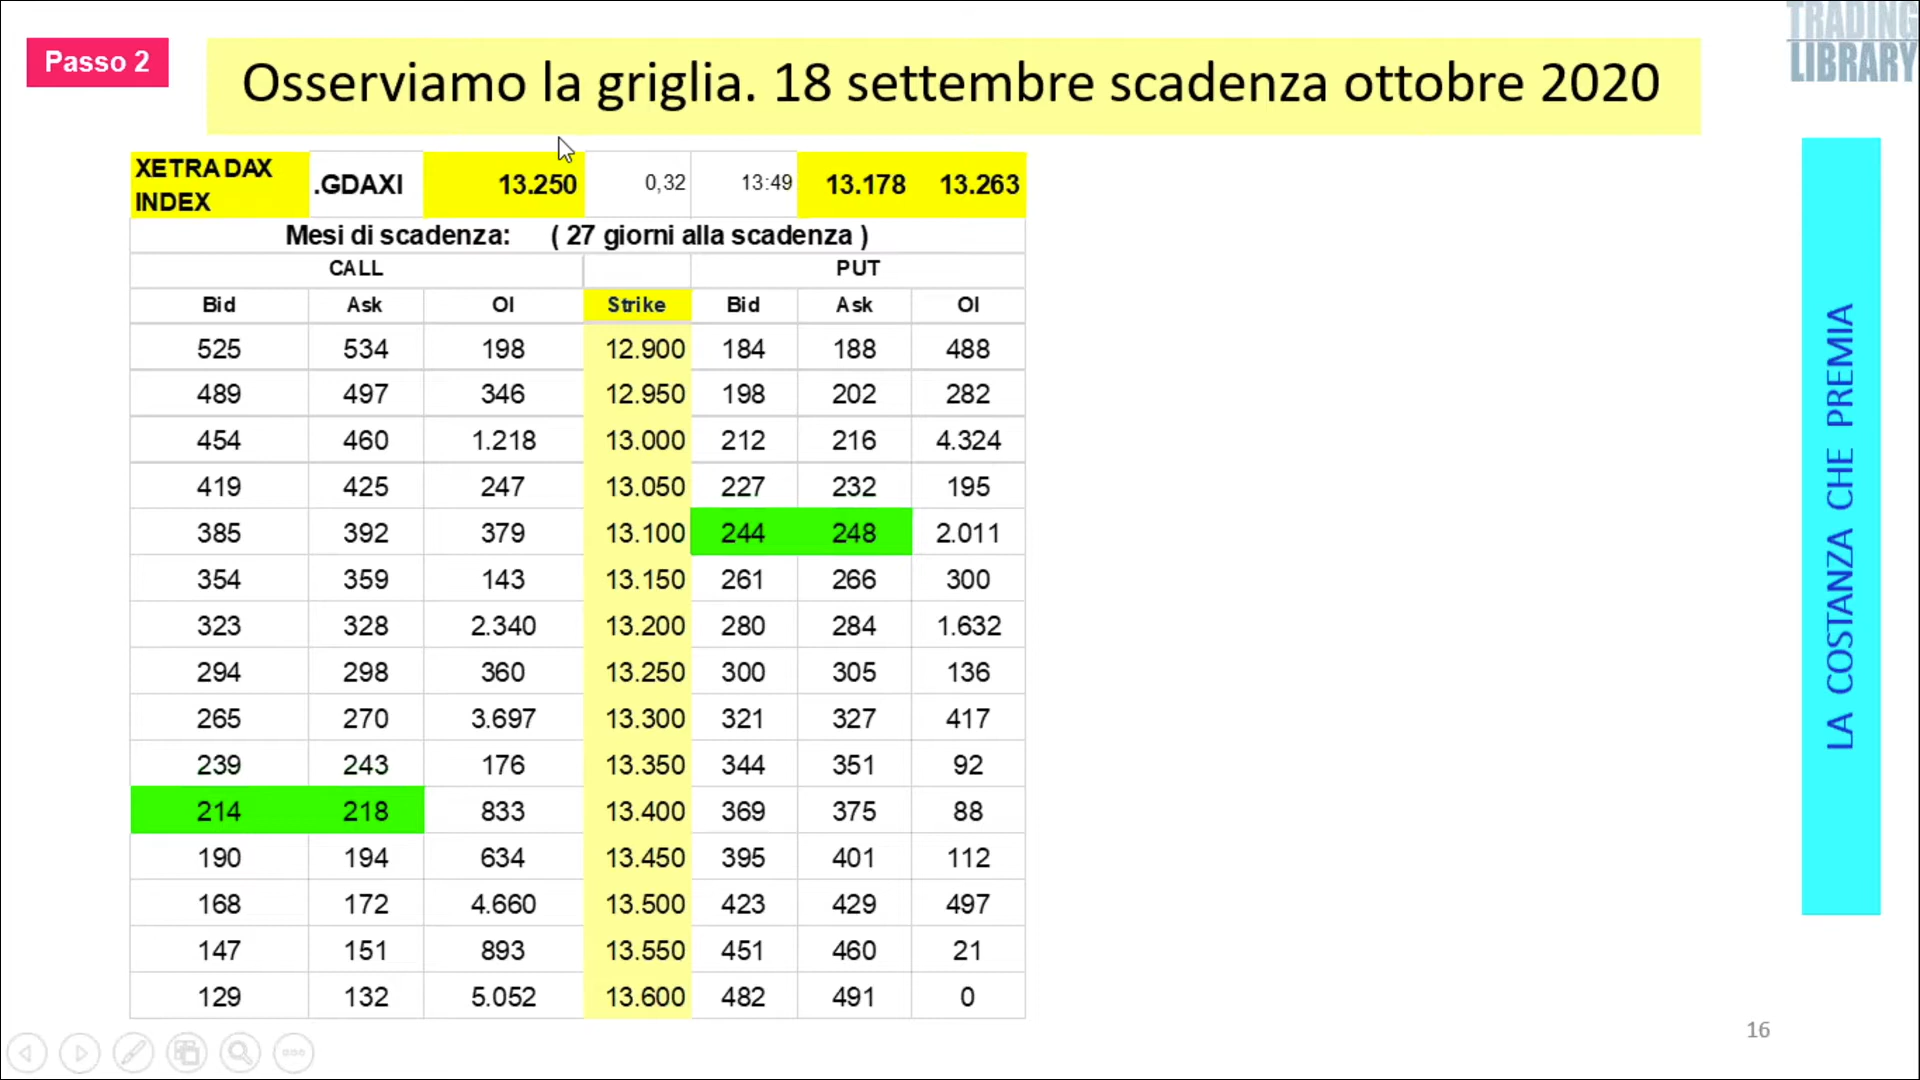 TRADING
LIBRARY
Passo 2
Osserviamo la griglia. 18 settembre scadenza ottobre 2020
XETRA DAX INDEX .GDAXI 13.250 0,32 13:49 13.178 13.263
Mesi di scadenza: ( 27 giorni alla scadenza )
CALL PUT
Bid Ask OI Strike Bid Ask OI
525 534 198 12.900 184 188 488
489 497 346 12.950 198 202 282
454 460 1.218 13.000 212 216 4.324
419 425 247 13.050 227 232 195
385 392 379 13.100 244 248 2.011
354 359 143 13.150 261 266 300
323 328 2.340 13.200 280 284 1.632
294 298 360 13.250 300 305 136
265 270 3.697 13.300 321 327 417
239 243 176 13.350 344 351 92
214 218 833 13.400 369 375 88
190 194 634 13.450 395 401 112
168 172 4.660 13.500 423 429 497
147 151 893 13.550 451 460 21
129 132 5.052 13.600 482 491 0
LA COSTANZA CHE PREMIA
16